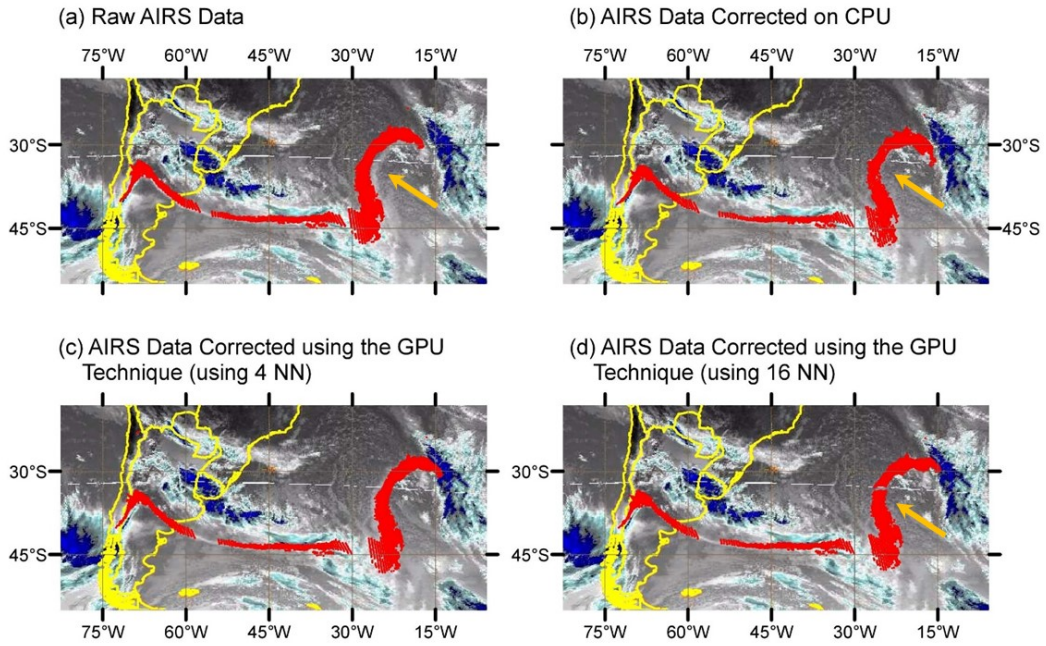 (a) Raw AIRS Data
(b) AIRS Data Corrected on CPU
75°W 60°W 45°W 30°W 15°W
75°W 60°W 45°W 30°W 15°W
30°S
30°S
45°S
45°S
(c) AIRS Data Corrected using the GPU
Technique (using 4 NN)
(d) AIRS Data Corrected using the GPU
Technique (using 16 NN)
30°S
30°S
45°S
45°S
75°W 60°W 45°W 30°W 15°W
75°W 60°W 45°W 30°W 15°W